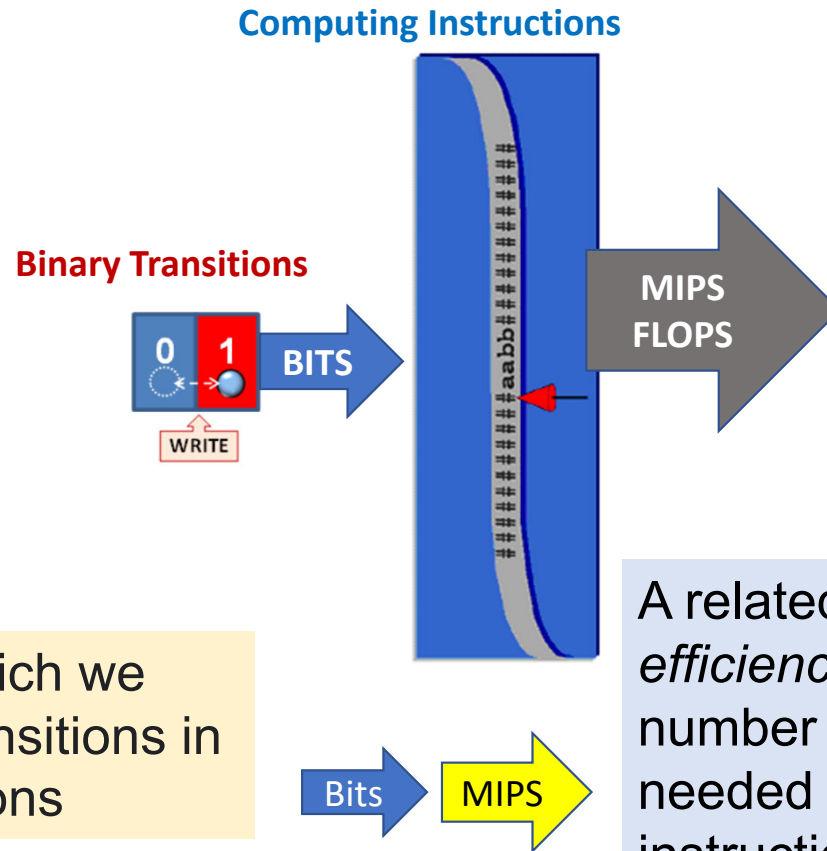 Computing Instructions
Binary Transitions
0 1
BITS
WRITE
##########aabb##########
MIPS
FLOPS
ich we
nsitions in
ons
Bits
MIPS
A related
efficienc
number
needed
instruction